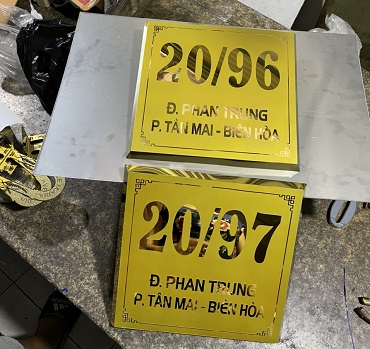 20/96
Đ. PHAN TRUNG
P. TÂN MAI - BIÊN HÒA
20/97
Đ. PHAN TRUNG
P. TÂN MAI - BIÊN HÒA